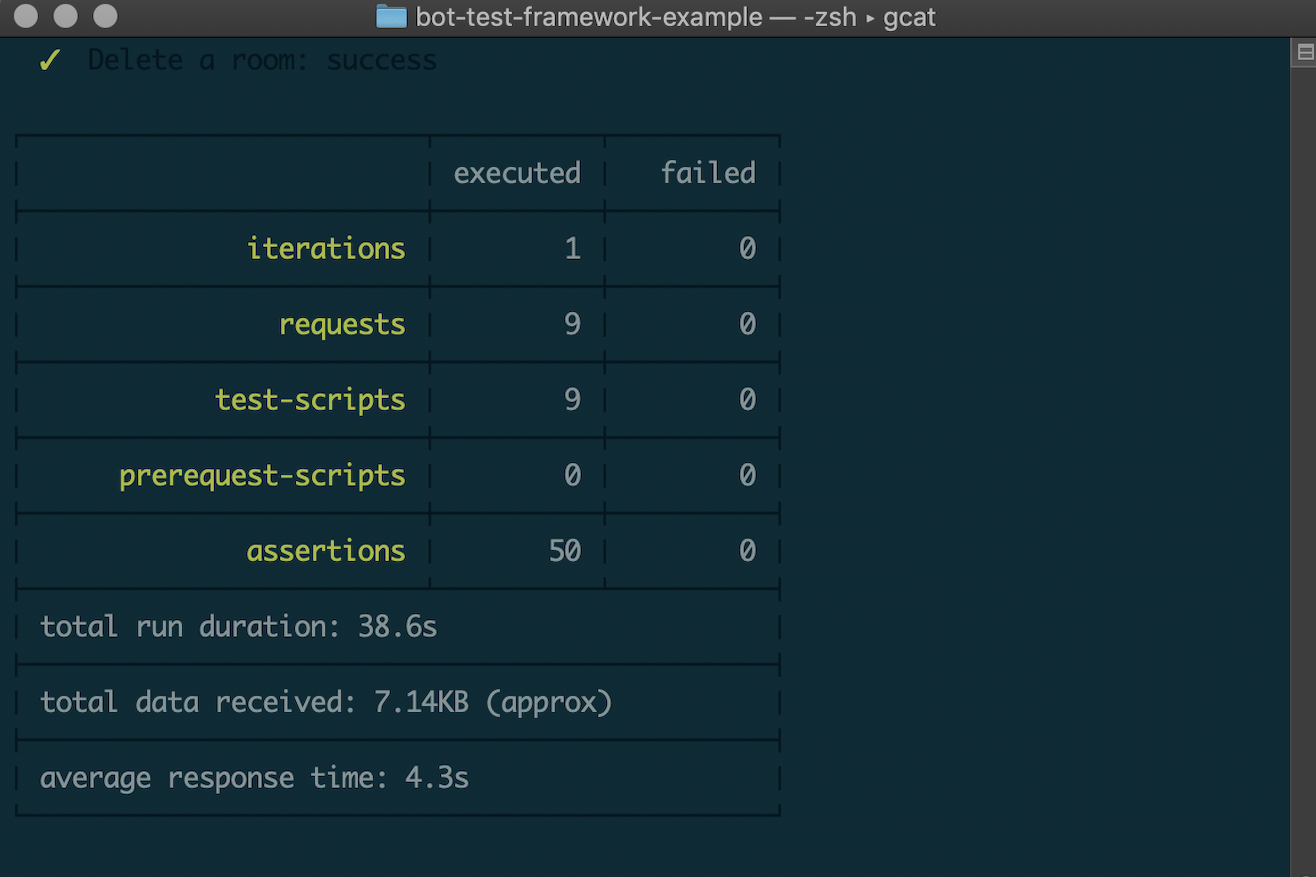 bot-test-framework-example — -zsh ▸ gcat
✓ Delete a room: success
executed failed
iterations 1 0
requests 9 0
test-scripts 9 0
prerequest-scripts 0 0
assertions 50 0
total run duration: 38.6s
total data received: 7.14KB (approx)
average response time: 4.3s